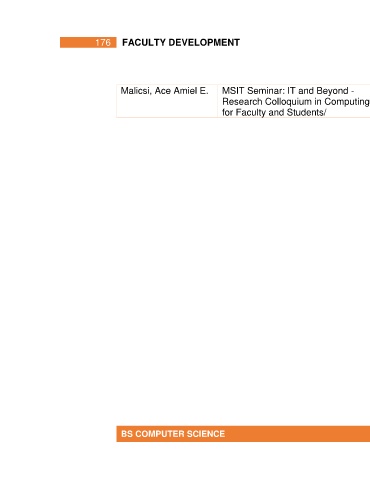 176 FACULTY DEVELOPMENT
Malicsi, Ace Amiel E. MSIT Seminar: IT and Beyond -
Research Colloquium in Computing
for Faculty and Students/
BS COMPUTER SCIENCE